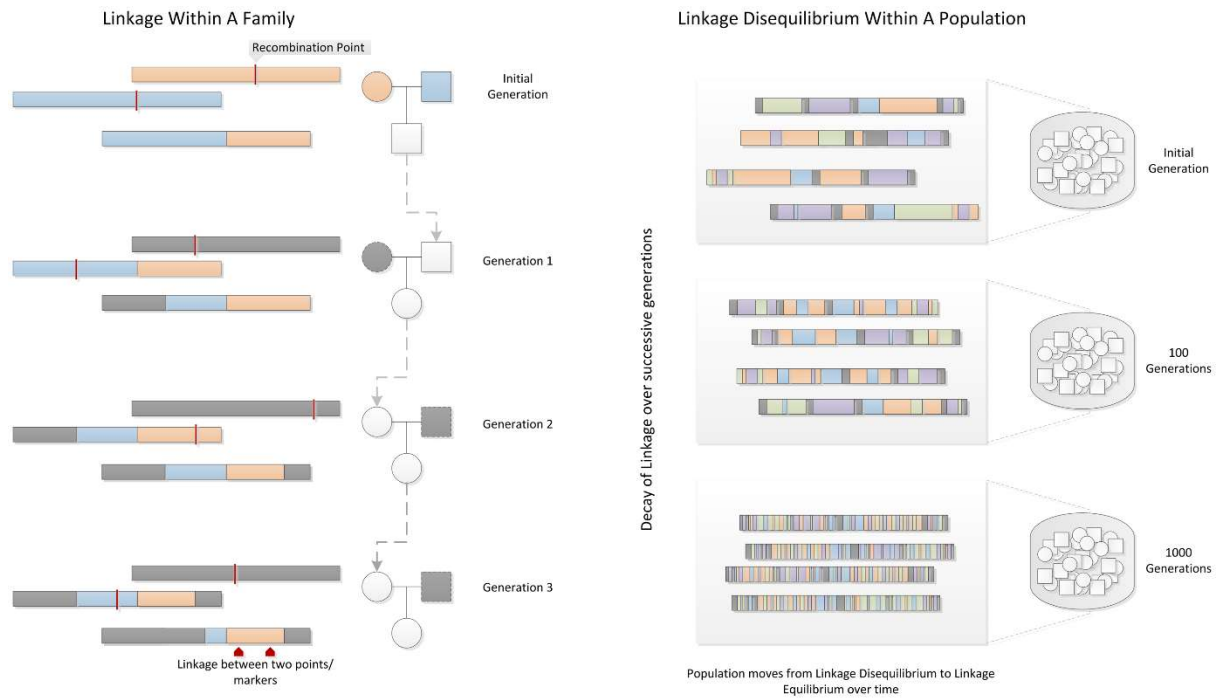 Linkage Within A Family
Recombination Point
Initial
Generation
Generation 1
Generation 2
Generation 3
Linkage between two points/
markers
Linkage Disequilibrium Within A Population
Decay of Linkage over successive generations
Initial
Generation
100
Generations
1000
Generations
Population moves from Linkage Disequilibrium to Linkage
Equilibrium over time